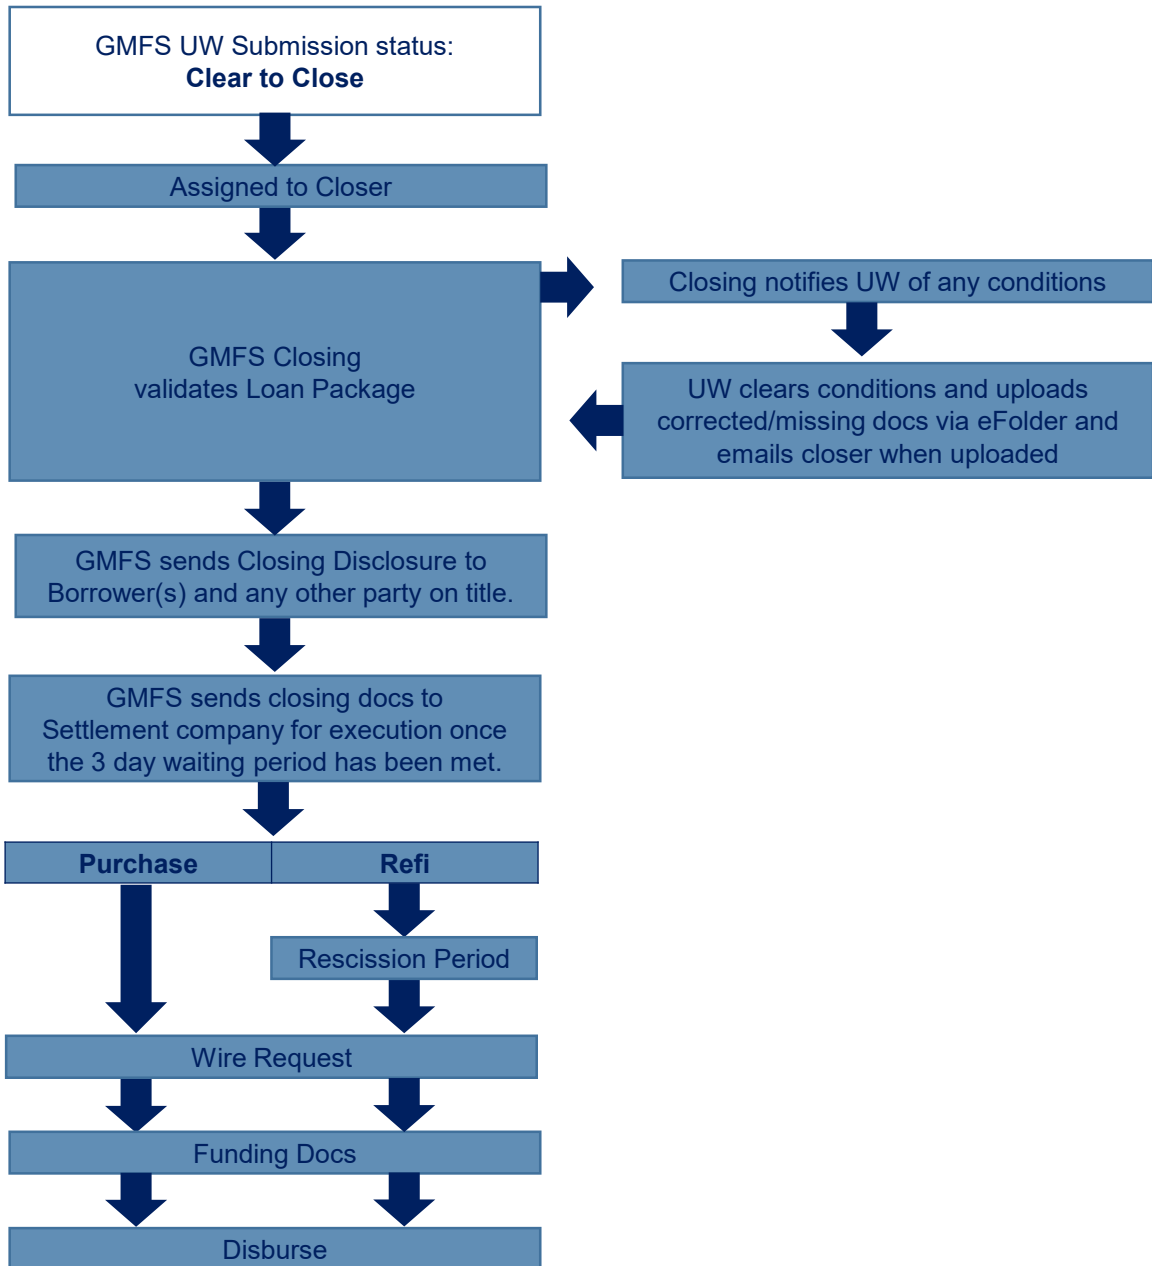 GMFS UW Submission status:
Clear to Close
Assigned to Closer
GMFS Closing
validates Loan Package
Closing notifies UW of any conditions
UW clears conditions and uploads
corrected/missing docs via eFolder and
emails closer when uploaded
GMFS sends Closing Disclosure to
Borrower(s) and any other party on title.
GMFS sends closing docs to
Settlement company for execution once
the 3 day waiting period has been met.
Purchase
Refi
Rescission Period
Wire Request
Funding Docs
Disburse